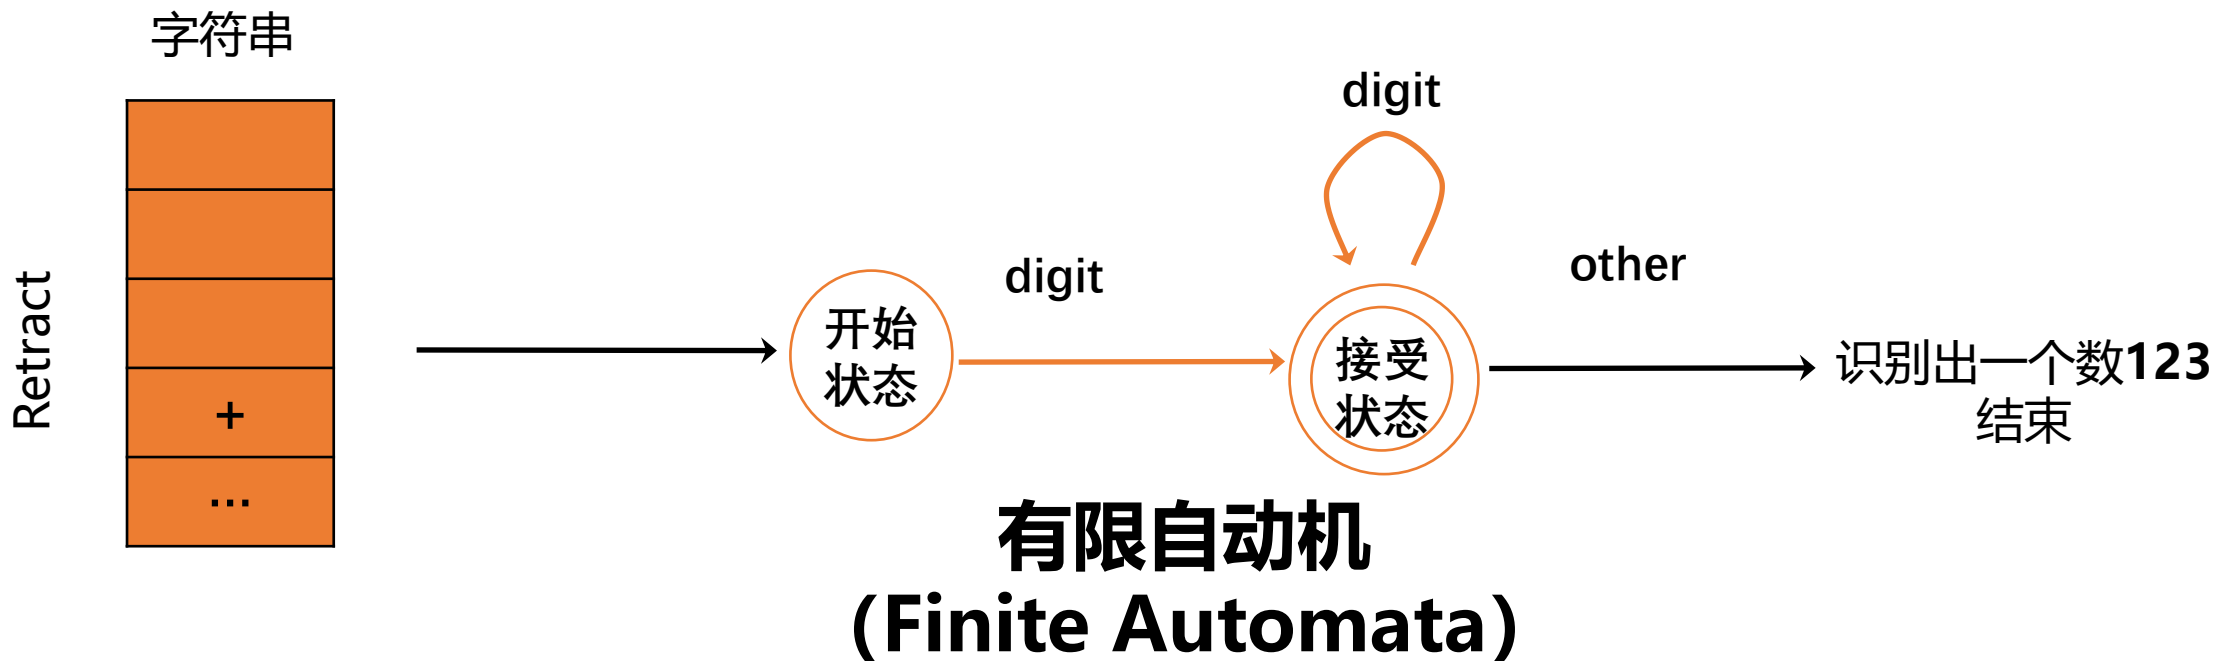 字符串
Retract
+
...
开始
状态
digit
digit
接受
状态
other
识别出一个数123
结束
有限自动机
（Finite Automata）